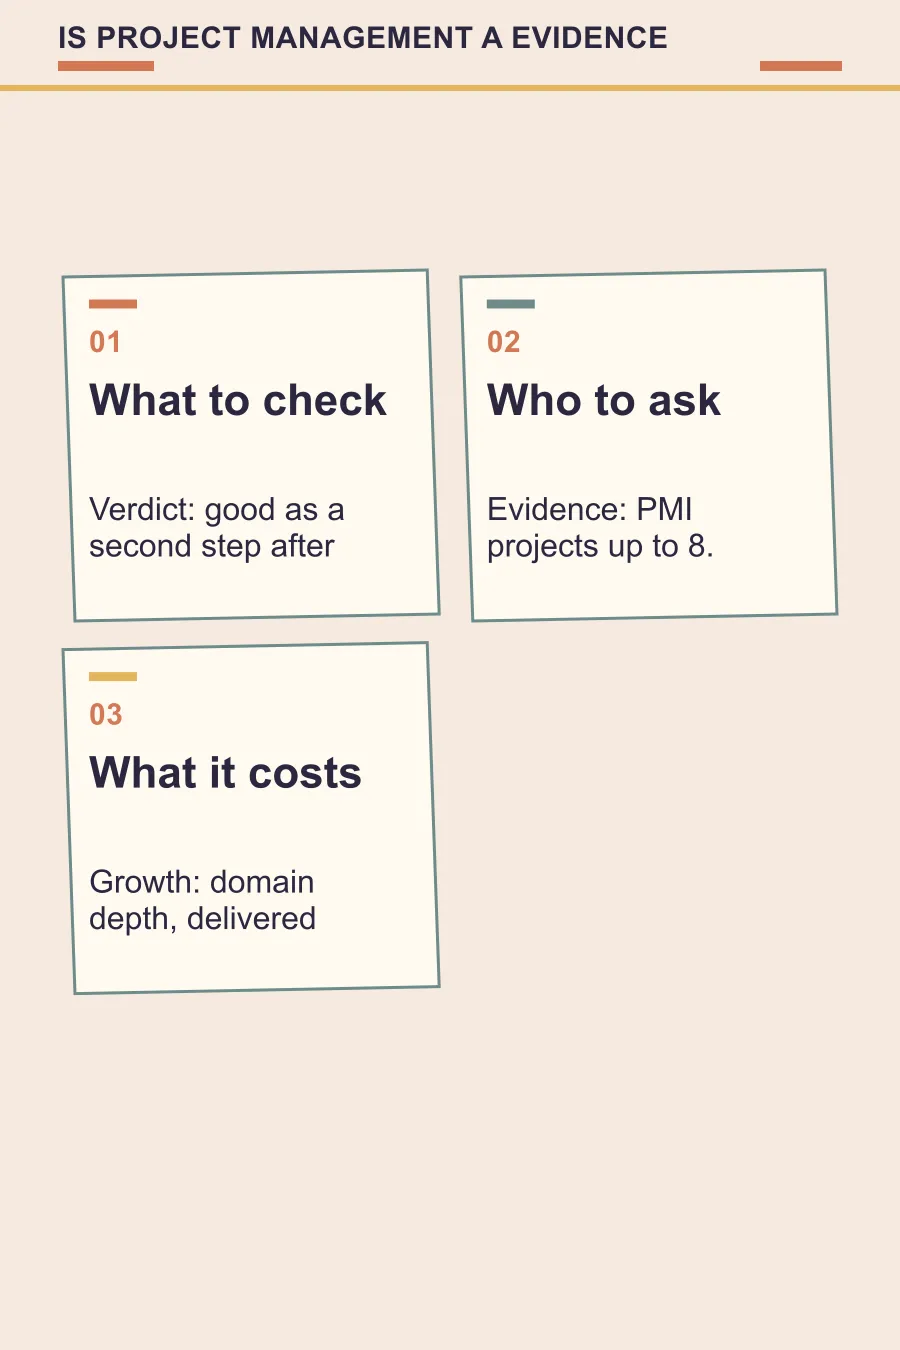 IS PROJECT MANAGEMENT A EVIDENCE
01
What to check
Verdict: good as a
second step after
02
Who to ask
Evidence: PMI
projects up to 8.
03
What it costs
Growth: domain
depth, delivered